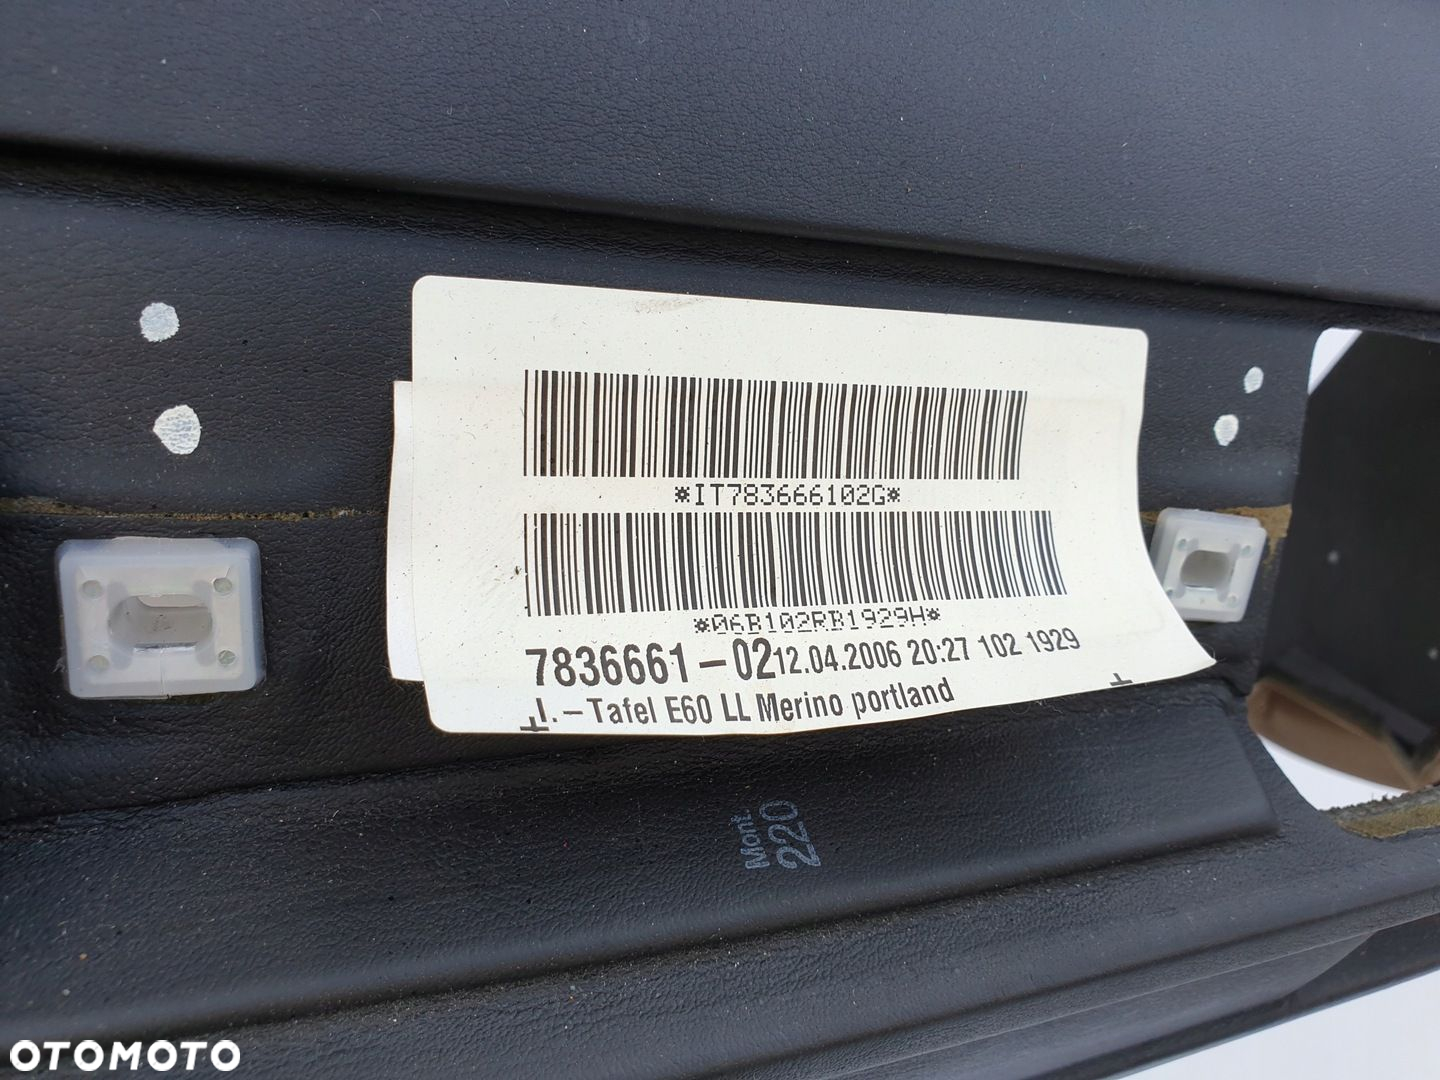 *IT783666102G*
*06B102RB1929H*
7836661-02 12.04.2006 20:27 102 1929
I.-Tafel E60 LL Merino portland
Mont.
220
OTOMOTO